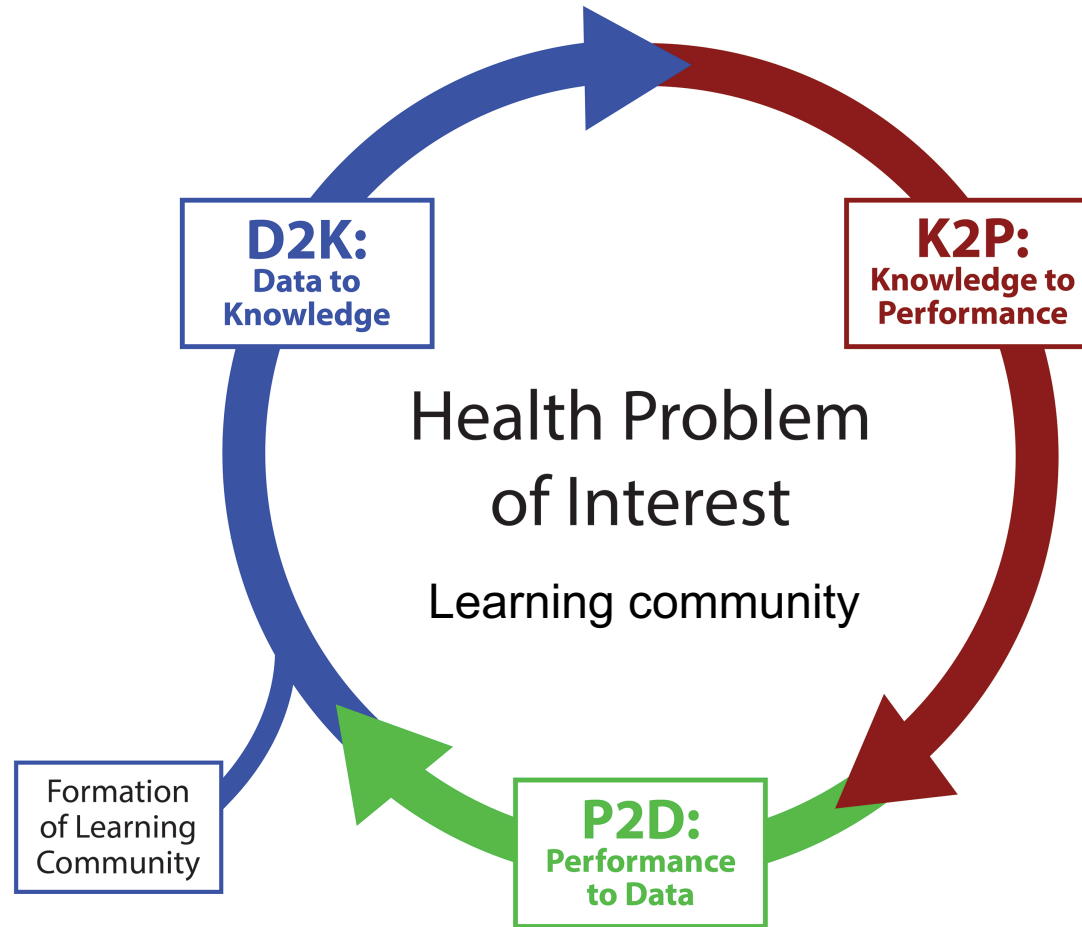 D2K:
Data to
Knowledge
K2P:
Knowledge to
Performance
Health Problem
of Interest
Learning community
Formation
of Learning
Community
P2D:
Performance
to Data